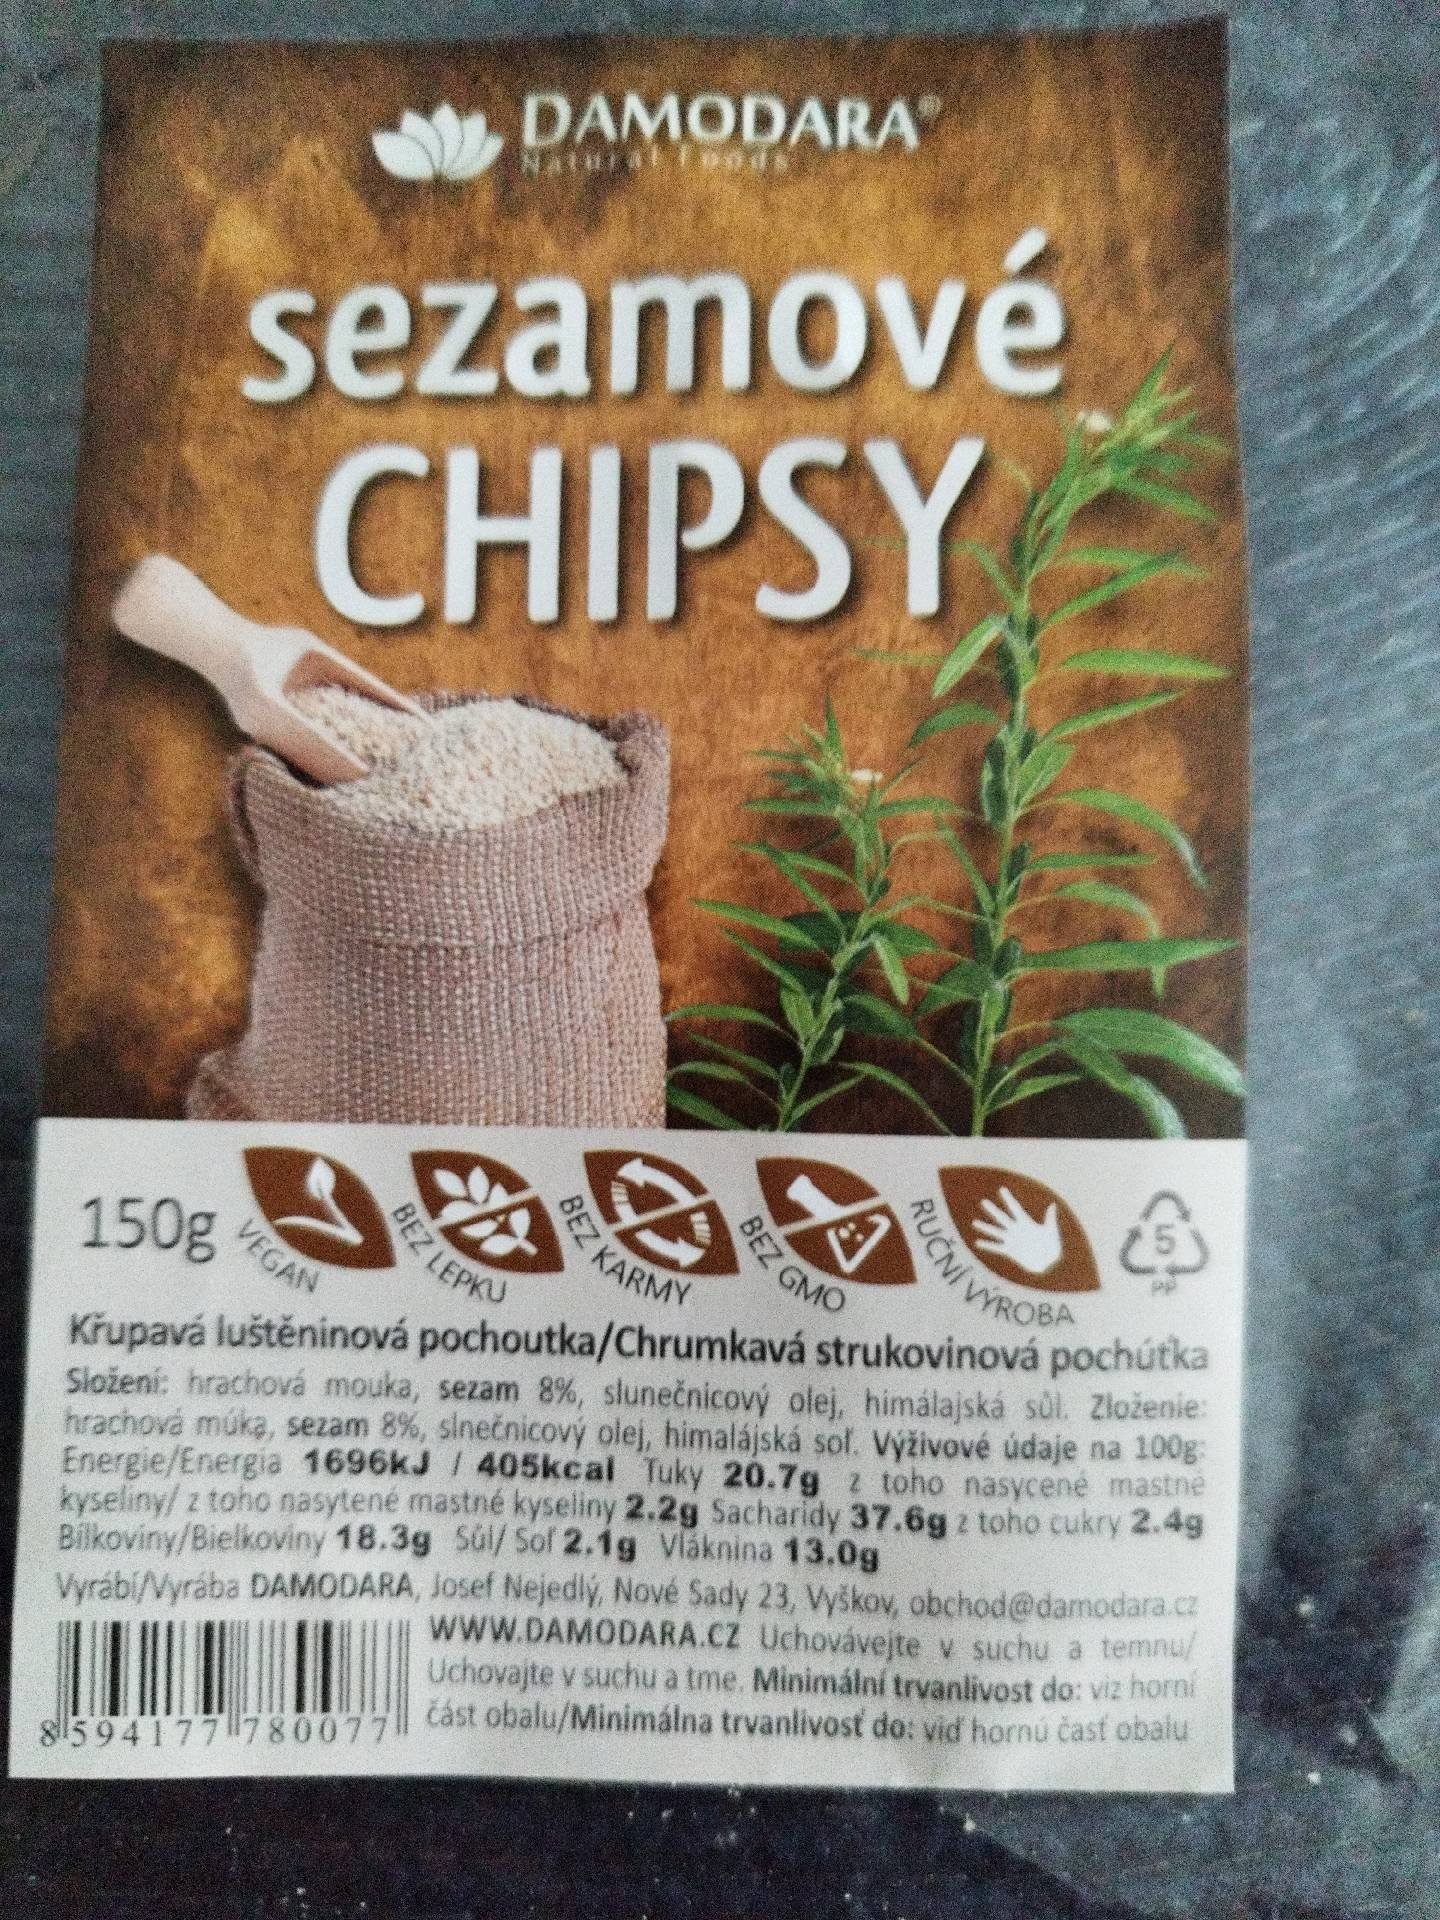 DAMODARA®
Natural Foods
sezamové
CHIPSY
150g
VEGAN
BEZ LEPKU
BEZ KARMY
BEZ GMO
RUČNÍ VÝROBA
5
PP
Křupavá luštěninová pochoutka/Chrumkavá strukovinová pochúťka
Složení: hrachová mouka, sezam 8%, slunečnicový olej, himálajská sůl. Zloženie:
hrachová múka, sezam 8%, slnečnicový olej, himalájská soľ. Výživové údaje na 100g:
Energie/Energia 1696kJ / 405kcal Tuky 20.7g z toho nasycené mastné
kyseliny/ z toho nasytené mastné kyseliny 2.2g Sacharidy 37.6g z toho cukry 2.4g
Bílkoviny/Bielkoviny 18.3g Sůl/ Soľ 2.1g Vláknina 13.0g
Vyrábí/Vyrába DAMODARA, Josef Nejedlý, Nové Sady 23, Vyškov, obchod@damodara.cz
WWW.DAMODARA.CZ Uchovávejte v suchu a temnu/
Uchovajte v suchu a tme. Minimální trvanlivost do: viz horní
část obalu/Minimálna trvanlivosť do: viď hornú časť obalu
8594177780077